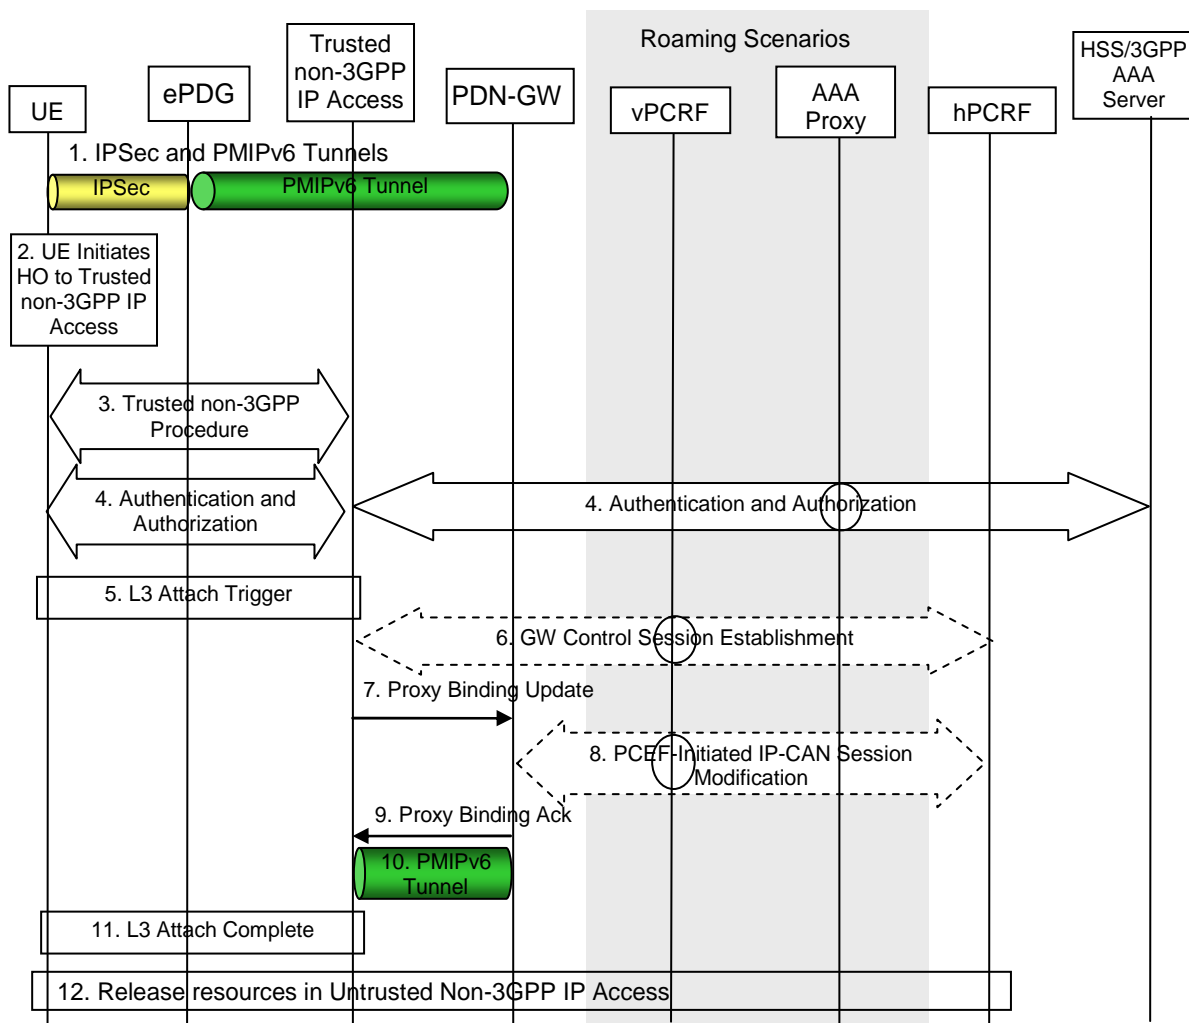 Roaming Scenarios
UE
ePDG
Trusted
non-3GPP
IP Access
PDN-GW
vPCRF
AAA
Proxy
hPCRF
HSS/3GPP
AAA
Server
1. IPSec and PMIPv6 Tunnels
IPSec
PMIPv6 Tunnel
2. UE Initiates
HO to Trusted
non-3GPP IP
Access
3. Trusted non-3GPP
Procedure
4. Authentication and
Authorization
4. Authentication and Authorization
5. L3 Attach Trigger
6. GW Control Session Establishment
7. Proxy Binding Update
8. PCEF-Initiated IP-CAN Session
Modification
9. Proxy Binding Ack
10. PMIPv6
Tunnel
11. L3 Attach Complete
12. Release resources in Untrusted Non-3GPP IP Access